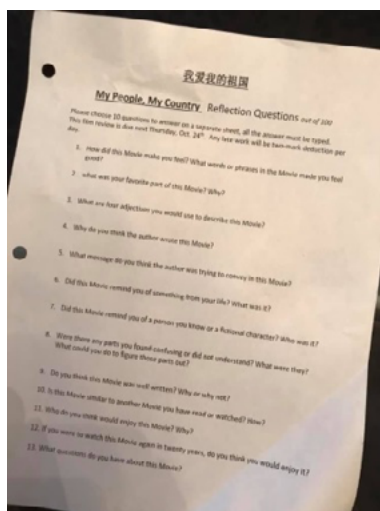 我爱我的祖国
My People, My Country Reflection Questions out of 100
Please choose 10 questions to answer on a separate sheet, all the answer must be typed.
This film review is due next Thursday, Oct. 24th. Any late work will be two-mark deduction per
day.
1. How did this Movie make you feel? What words or phrases in the Movie made you feel
good?
2. what was your favorite part of this Movie? Why?
3. What are four adjectives you would use to describe this Movie?
4. Why do you think the author wrote this Movie?
5. What message do you think the author was trying to convey in this Movie?
6. Did this Movie remind you of something from your life? What was it?
7. Did this Movie remind you of a person you know or a fictional character? Who was it?
8. Were there any parts you found confusing or did not understand? What were they?
What could you do to figure those parts out?
9. Do you think this Movie was well written? Why or why not?
10. Is this Movie similar to another Movie you have read or watched? How?
11. Who do you think would enjoy this Movie? Why?
12. If you were to watch this Movie again in twenty years, do you think you would enjoy it?
13. What questions do you have about this Movie?